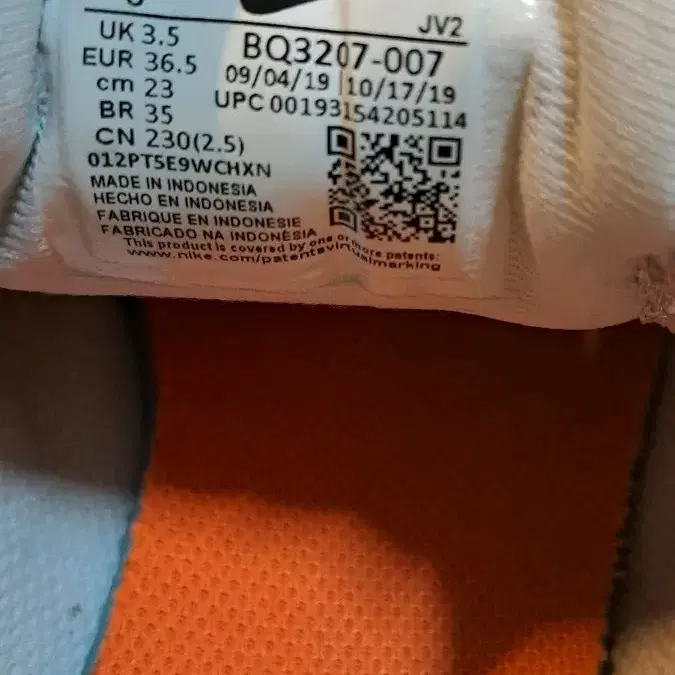 JV2
UK 3.5
EUR 36.5
cm 23
BR 35
CN 230(2.5)
BQ3207-007
09/04/19 10/17/19
UPC 00193154205114
012PT5E9WCHXN
MADE IN INDONESIA
HECHO EN INDONESIA
FABRIQUE EN INDONESIE
FABRICADO NA INDONÉSIA
This product is covered by one or more patents:
www.nike.com/patentsvirtualmarking